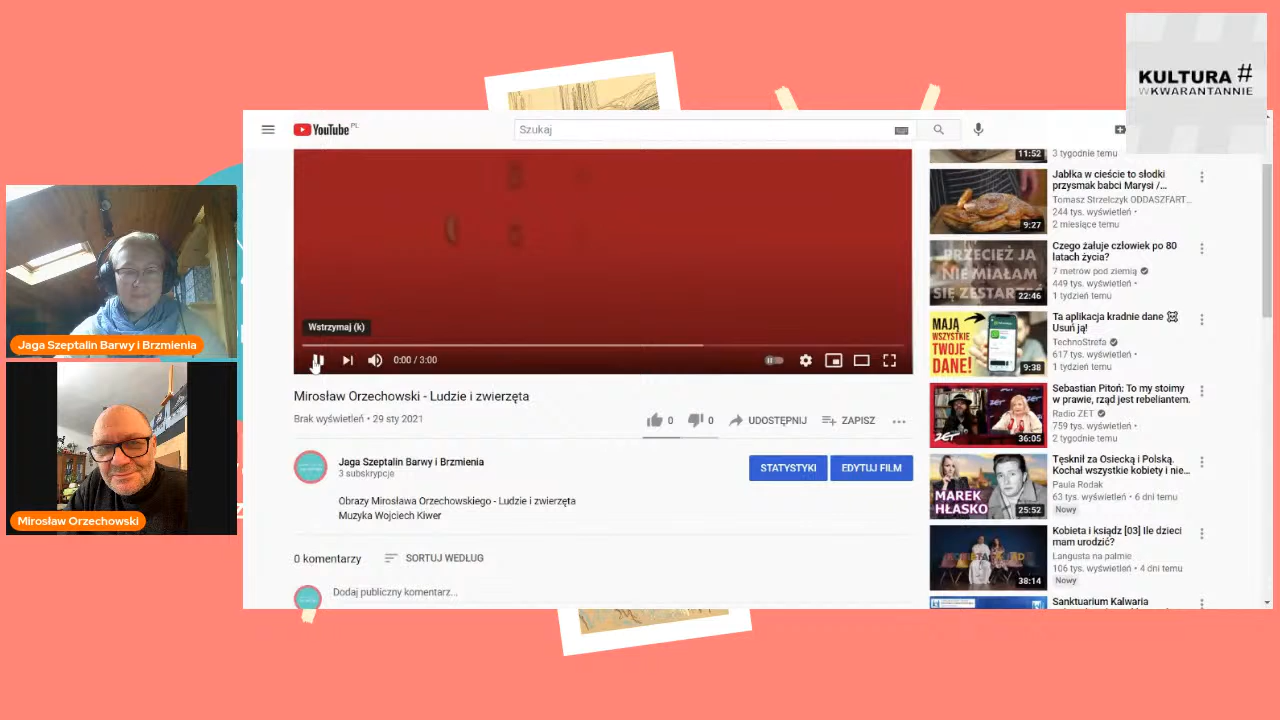 KULTURA #
WKWARANTANNIE
YouTube PL
Szukaj
Wstrzymaj (k)
0:00 / 3:00
Mirosław Orzechowski - Ludzie i zwierzęta
Brak wyświetleń • 29 sty 2021
0
0
UDOSTĘPNIJ
ZAPISZ
Jaga Szeptalin Barwy i Brzmienia
3 subskrypcje
STATYSTYKI
EDYTUJ FILM
Obrazy Mirosława Orzechowskiego - Ludzie i zwierzęta
Muzyka Wojciech Kiwer
0 komentarzy
SORTUJ WEDŁUG
Dodaj publiczny komentarz...
Jaga Szeptalin Barwy i Brzmienia
Mirosław Orzechowski
11:52
3 tygodnie temu
9:27
Jabłka w cieście to słodki
przysmak babci Marysi /...
Tomasz Strzelczyk ODDASZFART...
244 tys. wyświetleń •
2 miesiące temu
PRZECIEŻ JA
NIE MIAŁAM
SIĘ ZESTARZEĆ
22:46
Czego żałuje człowiek po 80
latach życia?
7 metrów pod ziemią
449 tys. wyświetleń •
1 tydzień temu
MAJĄ
WSZYSTKIE
TWOJE
DANE!
9:38
Ta aplikacja kradnie dane
Usuń ją!
TechnoStrefa
617 tys. wyświetleń •
1 tydzień temu
ZET
36:05
Sebastian Pitoń: To my stoimy
w prawie, rząd jest rebeliantem.
Radio ZET
759 tys. wyświetleń •
2 tygodnie temu
MAREK
HŁASKO
25:52
Tęsknił za Osiecką i Polską.
Kochał wszystkie kobiety i nie...
Paula Rodak
63 tys. wyświetleń • 6 dni temu
Nowy
38:14
Kobieta i ksiądz [03] Ile dzieci
mam urodzić?
Langusta na palmie
106 tys. wyświetleń • 4 dni temu
Nowy
Sanktuarium Kalwaria